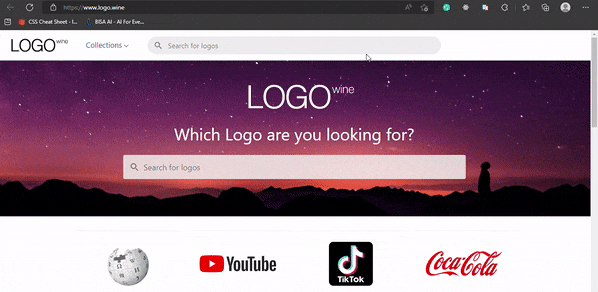 https://www.logo.wine
CSS Cheat Sheet - I...
BISA AI - AI For Eve...
LOGO wine
Collections
Search for logos
LOGO wine
Which Logo are you looking for?
Search for logos
YouTube
TikTok
Coca-Cola